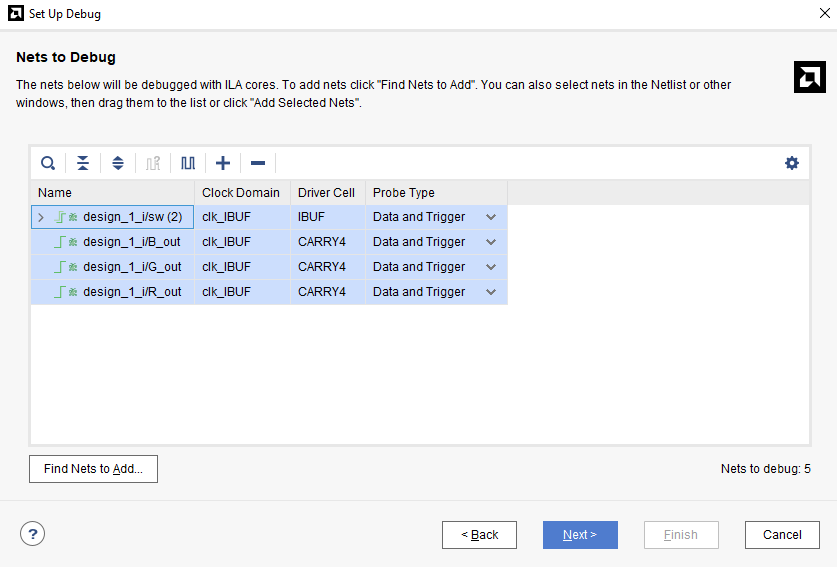 Set Up Debug
Nets to Debug
The nets below will be debugged with ILA cores. To add nets click "Find Nets to Add". You can also select nets in the Netlist or other
windows, then drag them to the list or click "Add Selected Nets".
Name Clock Domain Driver Cell Probe Type
design_1_i/sw (2) clk_IBUF IBUF Data and Trigger
design_1_i/B_out clk_IBUF CARRY4 Data and Trigger
design_1_i/G_out clk_IBUF CARRY4 Data and Trigger
design_1_i/R_out clk_IBUF CARRY4 Data and Trigger
Find Nets to Add... Nets to debug: 5
? < Back Next > Finish Cancel